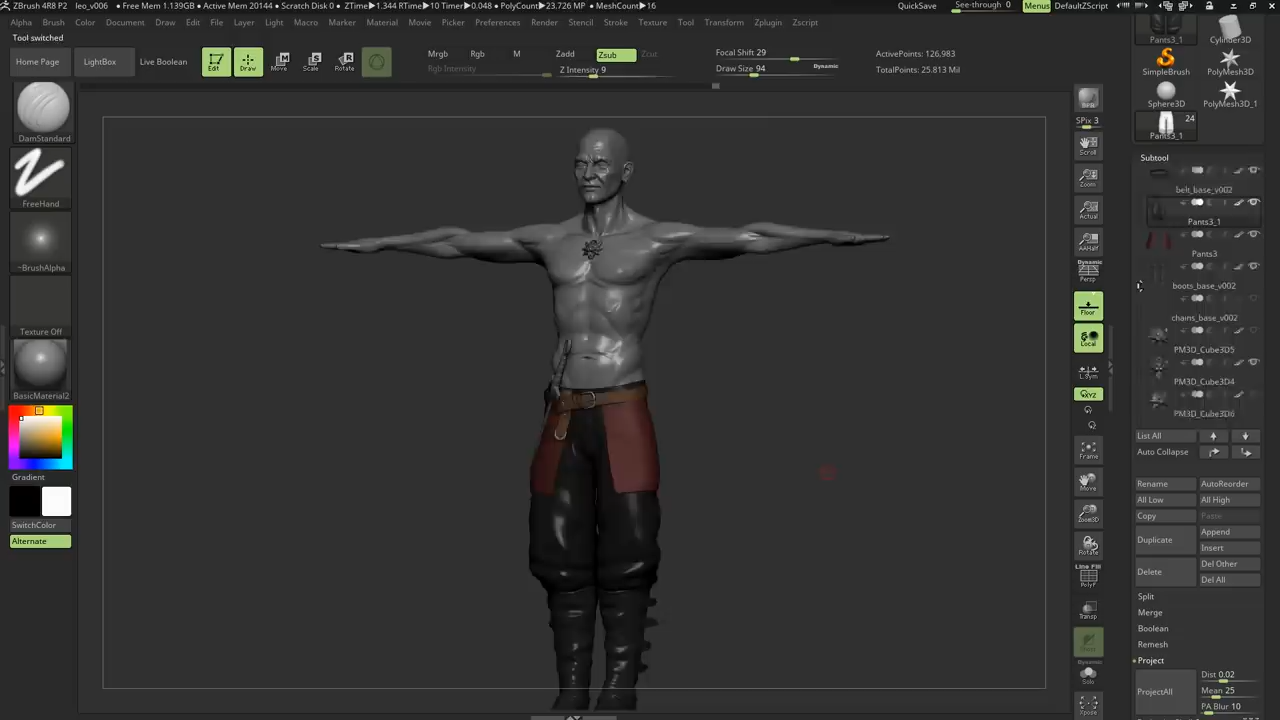 ZBrush 4R8 P2 leo_v006 • Free Mem 1.139GB • Active Mem 20144 • Scratch Disk 0 • ZTime▶1.344 RTime▶10 Timer▶0.048 • PolyCount▶23.726 MP • MeshCount▶16 QuickSave See-through 0 Menus DefaultZScript
Alpha Brush Color Document Draw Edit File Layer Light Macro Marker Material Movie Picker Preferences Render Stencil Stroke Texture Tool Transform Zplugin Zscript
Tool switched
Home Page LightBox Live Boolean Edit Draw Move Scale Rotate
Mrgb Rgb M Zadd Zsub Zcut
Rgb Intensity Z Intensity 9
Focal Shift 29
Draw Size 94 Dynamic
ActivePoints: 126,983
TotalPoints: 25.813 Mil
DamStandard
FreeHand
~BrushAlpha
Texture Off
BasicMaterial2
Gradient
SwitchColor
Alternate
BPR
SPix 3
Scroll
Zoom
Actual
AAHalf
Dynamic
Persp
Floor
Local
L.Sym
XYZ
Frame
Move
Zoom3D
Rotate
Line Fill
PolyF
Transp
Dynamic
Solo
Xpose
Pants3_1 Cylinder3D
SimpleBrush PolyMesh3D
Sphere3D PolyMesh3D_1
24
Pants3_1
Subtool
belt_base_v002
Pants3_1
Pants3
boots_base_v002
chains_base_v002
PM3D_Cube3D5
PM3D_Cube3D4
PM3D_Cube3D6
List All
Auto Collapse
Rename AutoReorder
All Low All High
Copy Paste
Duplicate Append
Insert
Delete Del Other
Del All
Split
Merge
Boolean
Remesh
Project
ProjectAll Dist 0.02
Mean 25
PA Blur 10